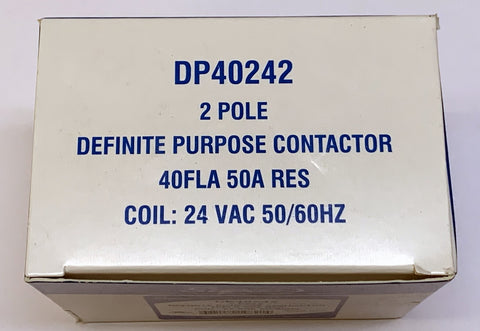 DP40242
2 POLE
DEFINITE PURPOSE CONTACTOR
40FLA 50A RES
COIL: 24 VAC 50/60HZ